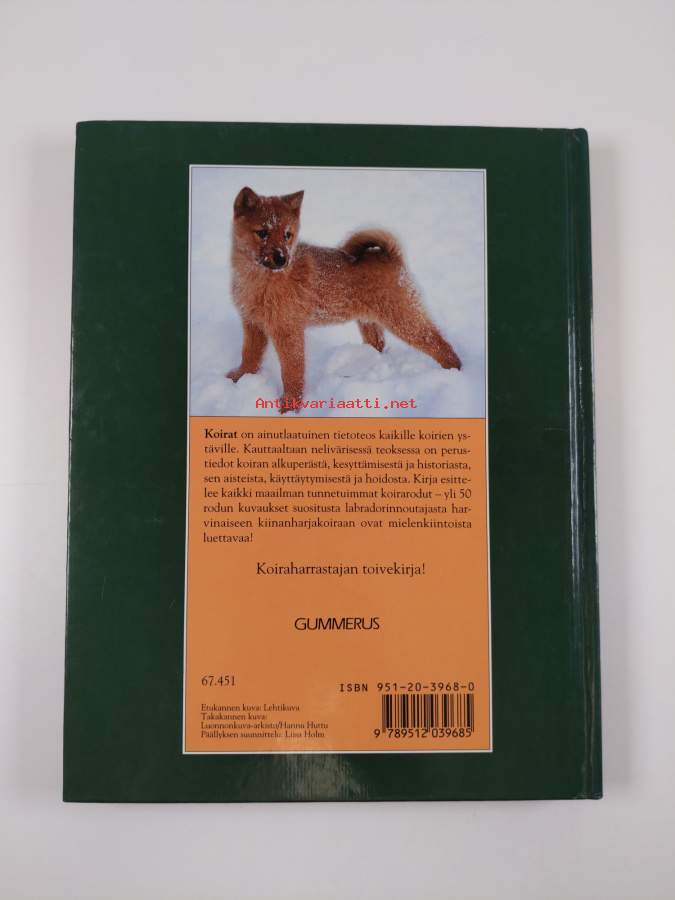 Antikvariaatti.net
Koirat on ainutlaatuinen tietoteos kaikille koirien ys-
täville. Kauttaaltaan nelivärisessä teoksessa on perus-
tiedot koiran alkuperästä, kesyttämisestä ja historiasta,
sen aisteista, käyttäytymisestä ja hoidosta. Kirja esitte-
lee kaikki maailman tunnetuimmat koirarodut – yli 50
rodun kuvaukset suositusta labradorinnoutajasta har-
vinaiseen kiinanharjakoiraan ovat mielenkiintoista
luettavaa!
Koiraharrastajan toivekirja!
GUMMERUS
67.451
ISBN 951-20-3968-0
Etukannen kuva: Lehtikuva
Takakannen kuva:
Luonnonkuva-arkisto/Hannu Huttu
Päällyksen suunnittelu: Liisa Holm
9 789512 039685